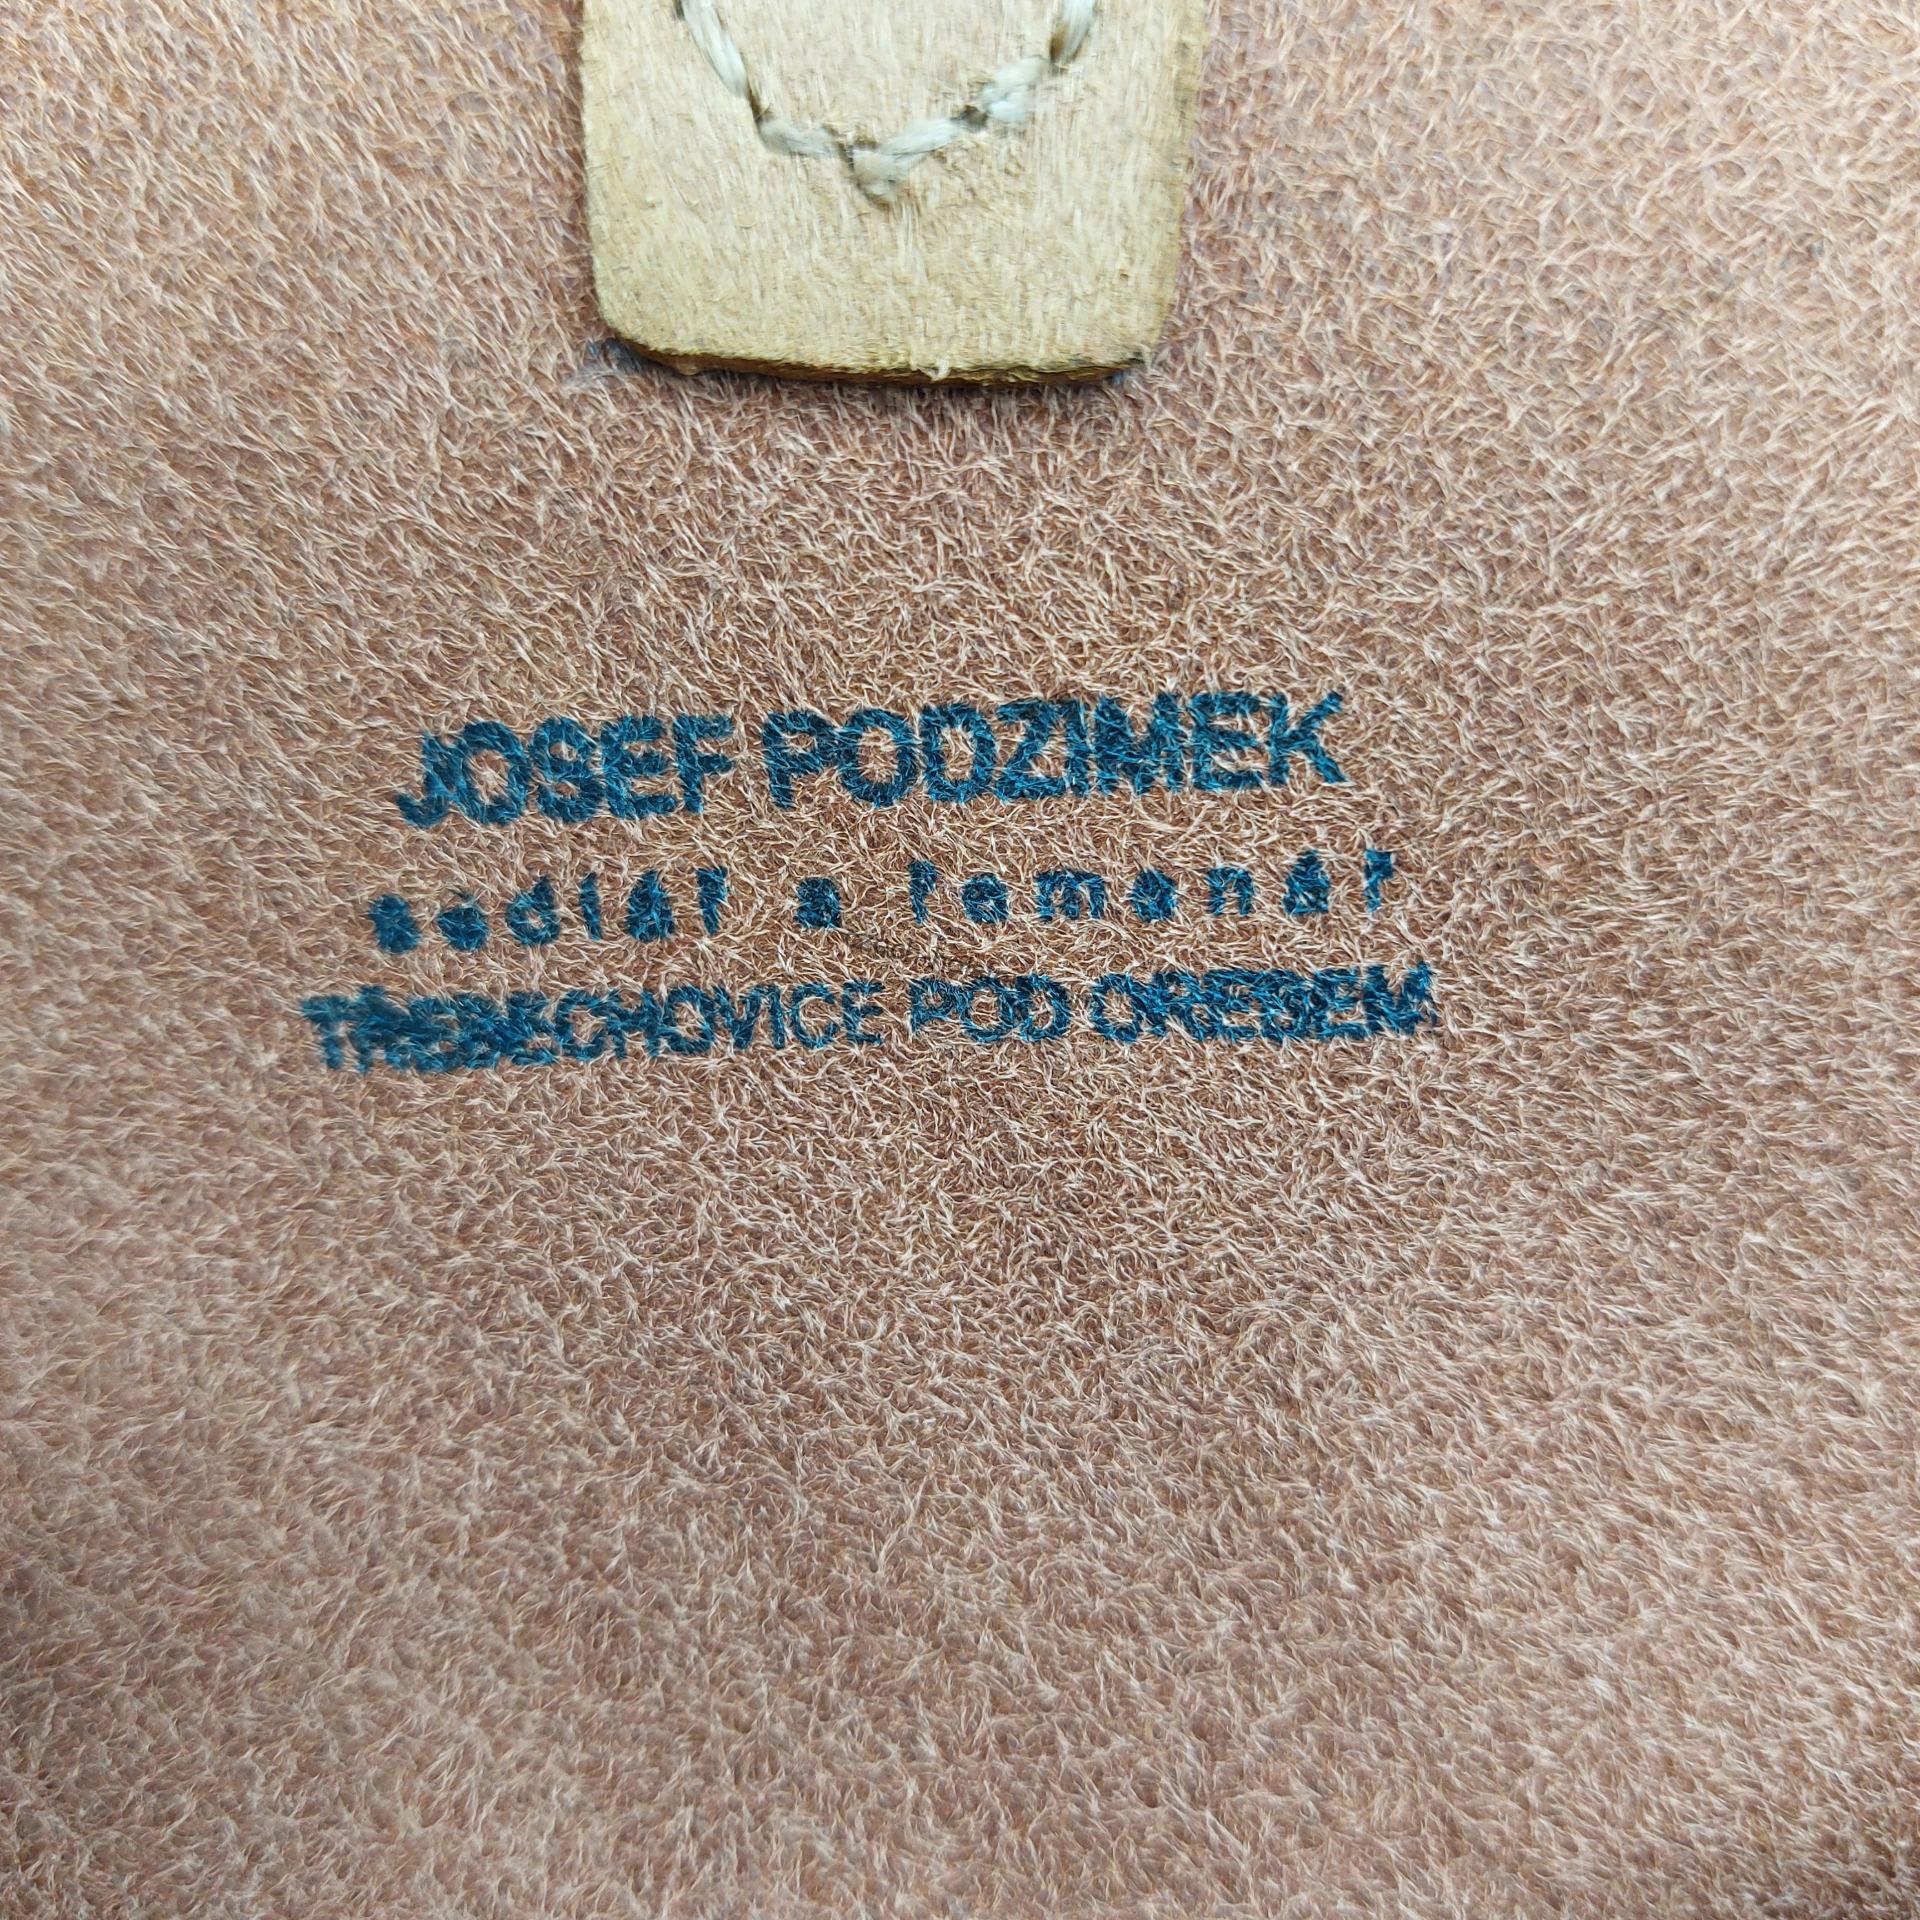 JOSEF PODZIMEK
sedlář a řemenář
TŘEBECHOVICE POD OREBEM